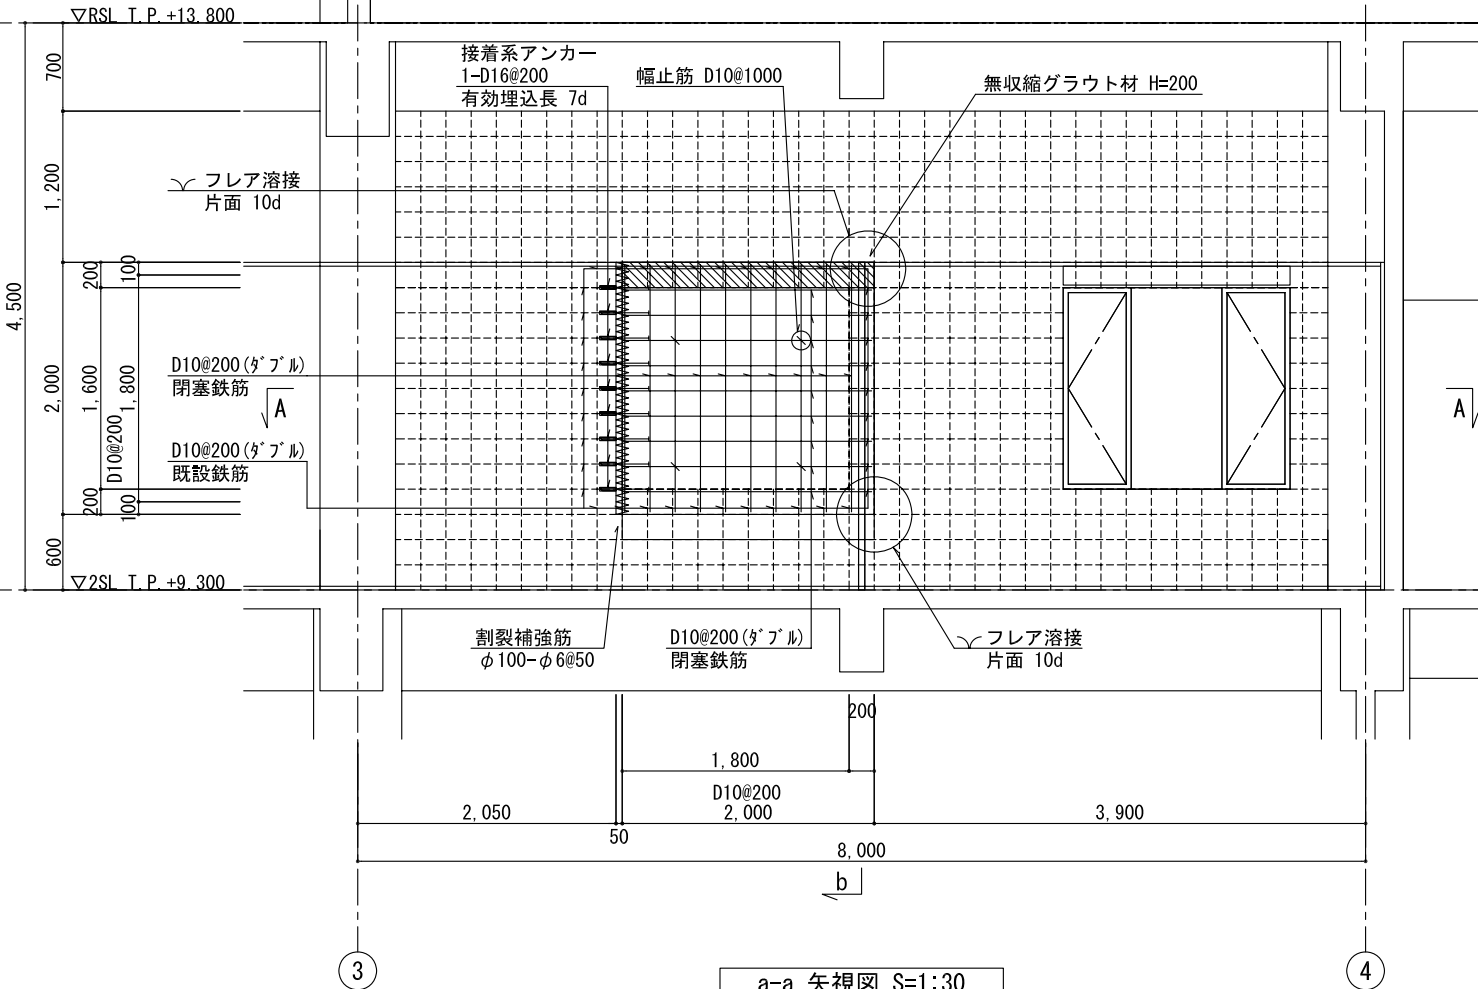 ▽RSL T.P.+13.800
700
接着系アンカー
1-D16@200
有効埋込長 7d
幅止筋 D10@1000
無収縮グラウト材 H=200
1,200
フレア溶接
片面 10d
200
100
4,500
2,000
1,600
1,800
D10@200
D10@200(ダブル)
閉塞鉄筋
A
A
D10@200(ダブル)
既設鉄筋
200
100
600
▽2SL T.P.+9.300
割裂補強筋
φ100-φ6@50
D10@200(ダブル)
閉塞鉄筋
フレア溶接
片面 10d
200
1,800
D10@200
2,050
2,000
3,900
50
8,000
b
3
4
a-a 矢視図 S=1:30